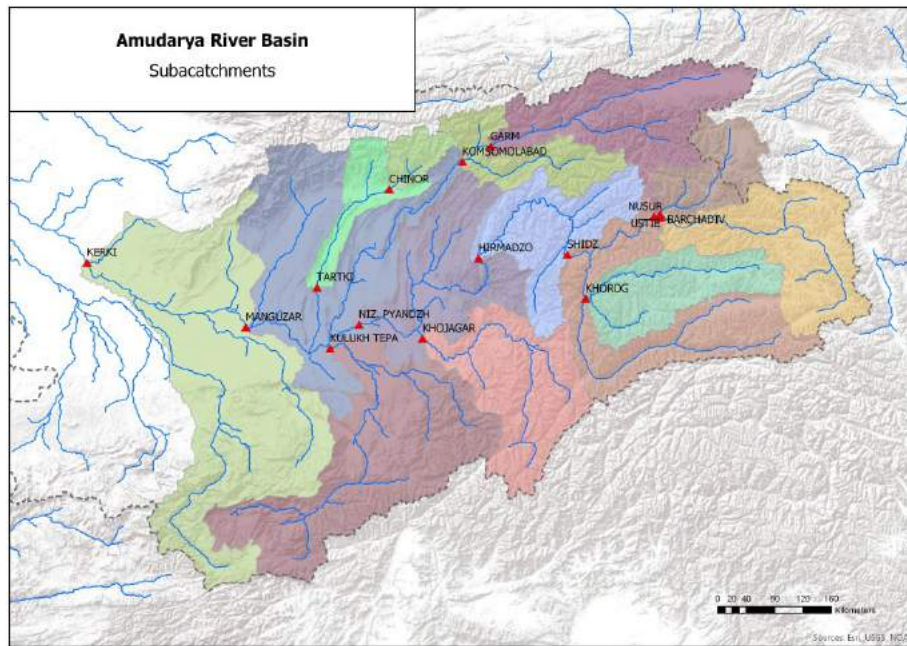 Amudarya River Basin
Subacatchments
GARM
KOMSOMOLABAD
CHINOR
NUSUR
BARCHADIV
USTIE
KERKI
HIRMADZO
SHIDZ
TARTKI
KHOROG
MANGUZAR
NIZ. PYANDZH
KHOJAGAR
KULUKH TEPA
0 20 40 80 120 160
Kilometers
Sources: Esri, USGS, NOAA